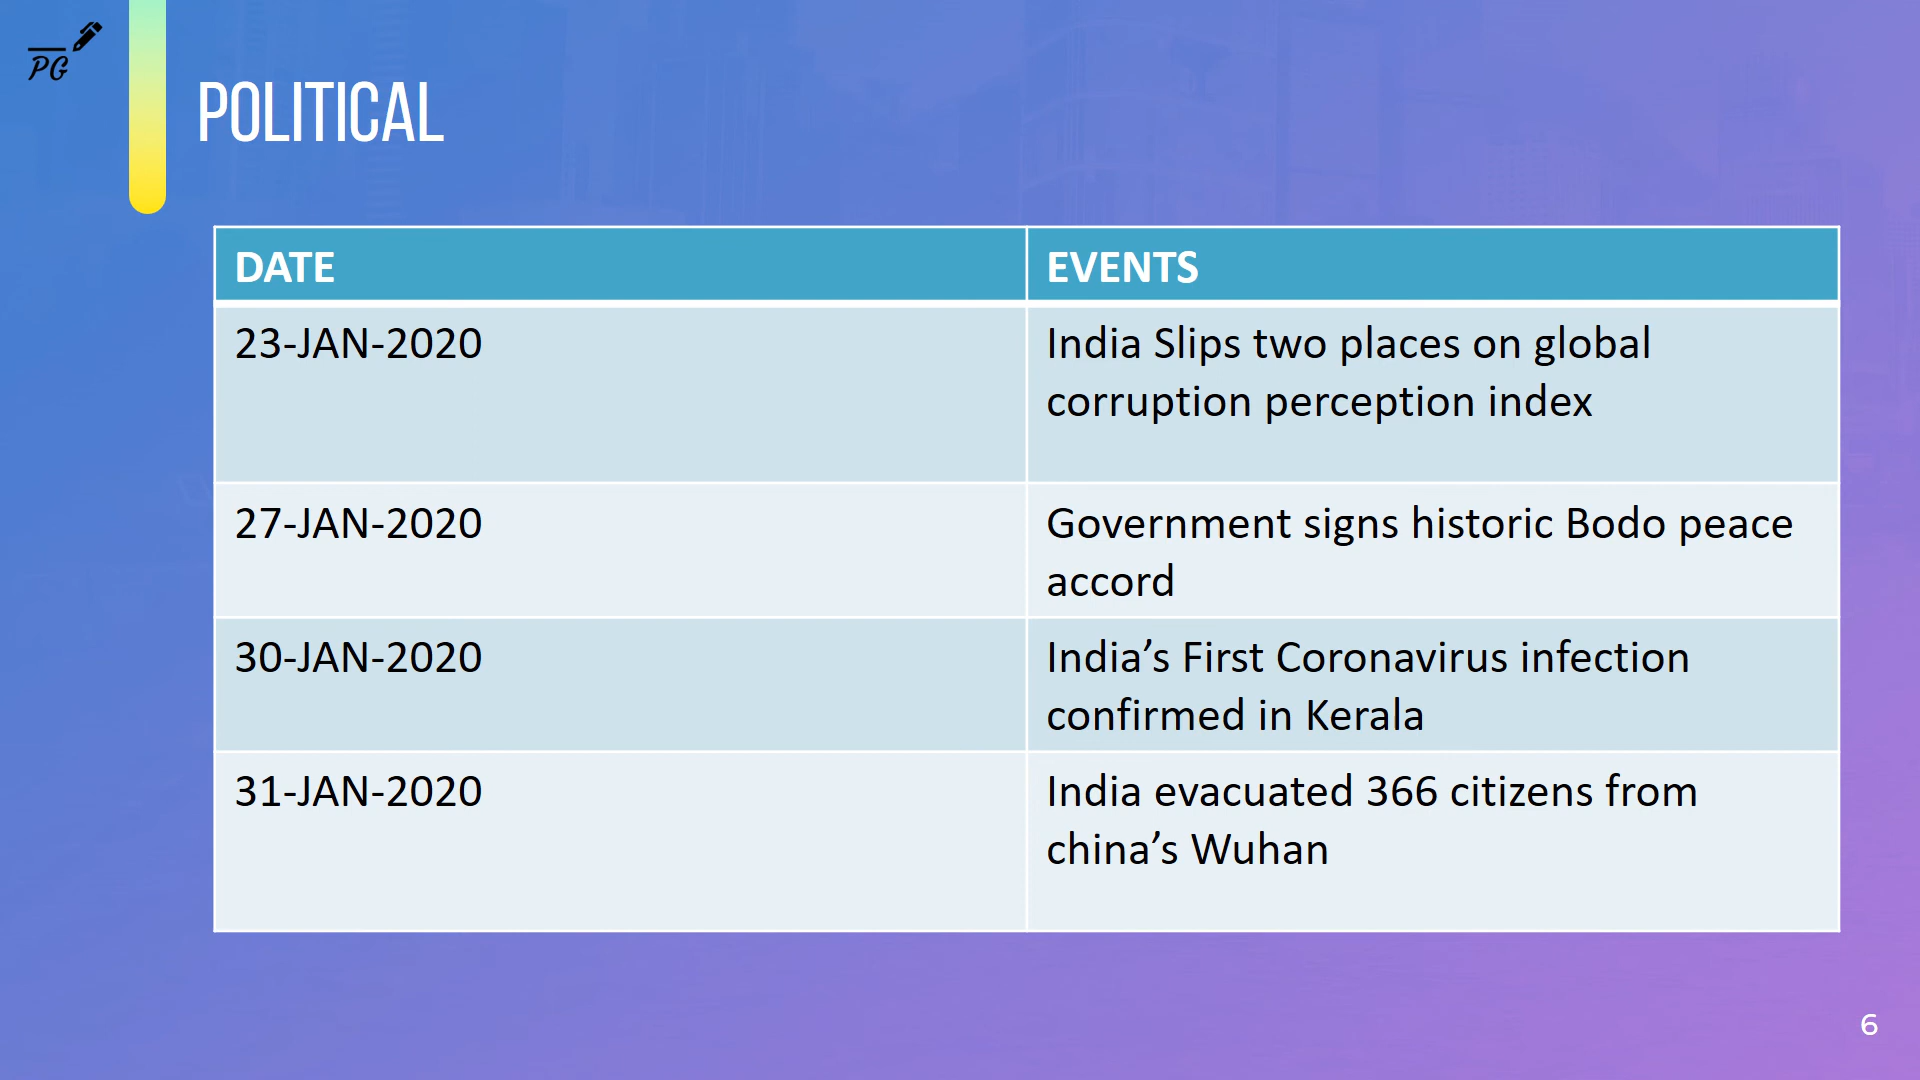 PG
POLITICAL
DATE
EVENTS
23-JAN-2020
India Slips two places on global
corruption perception index
27-JAN-2020
Government signs historic Bodo peace
accord
30-JAN-2020
India’s First Coronavirus infection
confirmed in Kerala
31-JAN-2020
India evacuated 366 citizens from
china’s Wuhan
6